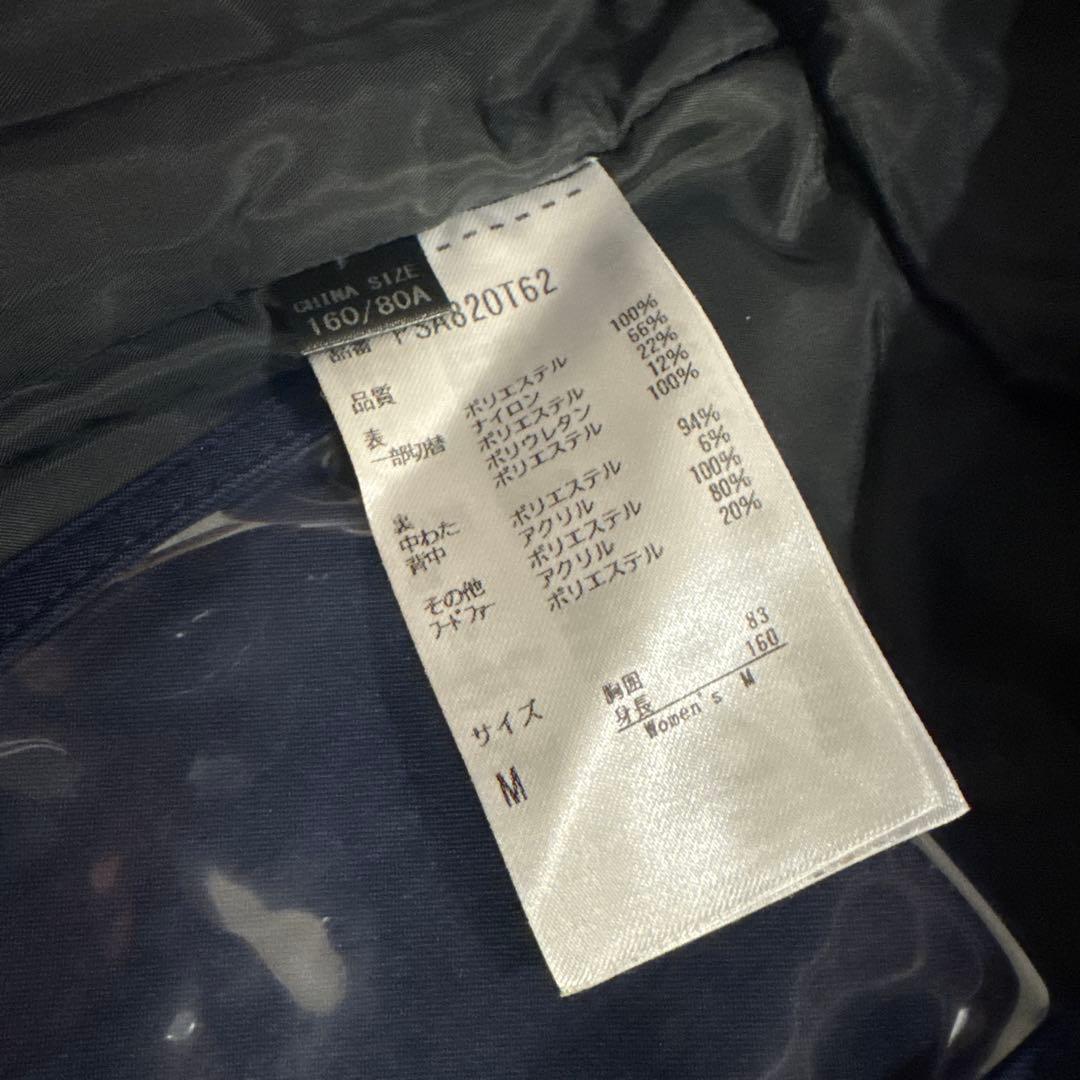 CHINA SIZE
160/80A
品番 P3A820T62
品質
表 ポリエステル 100%
一部切替 ナイロン 66%
ポリエステル 22%
ポリウレタン 12%
裏 ポリエステル 100%
中わた
背中 ポリエステル 94%
アクリル 6%
その他 ポリエステル 100%
フードファー アクリル 80%
ポリエステル 20%
サイズ 胸囲 83
身長 160
M Women's M